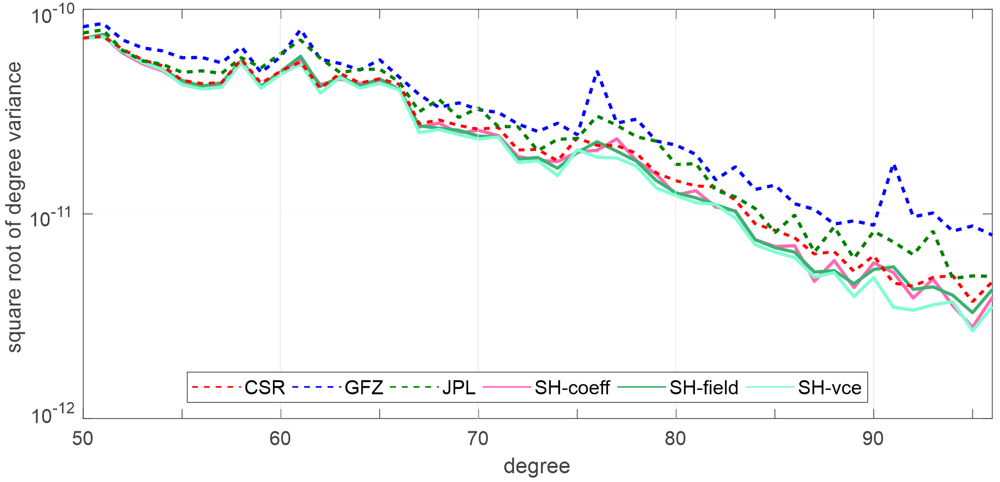 square root of degree variance
10-10
10-11
10-12
CSR GFZ JPL SH-coeff SH-field SH-vce
50 60 70 80 90
degree